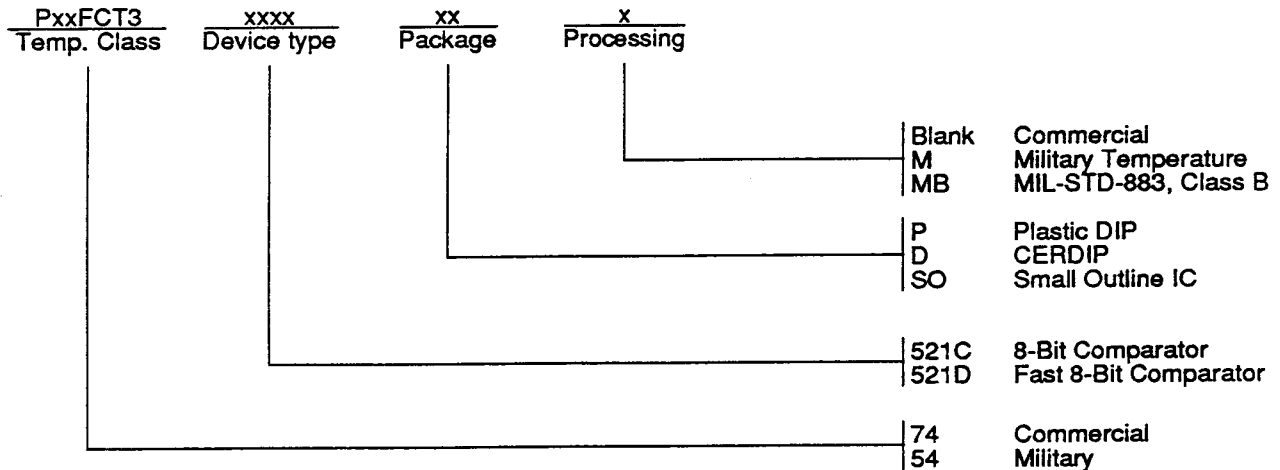 PxxFCT3 xxxx xx x
Temp. Class Device type Package Processing
Blank Commercial
M Military Temperature
MB MIL-STD-883, Class B
P Plastic DIP
D CERDIP
SO Small Outline IC
521C 8-Bit Comparator
521D Fast 8-Bit Comparator
74 Commercial
54 Military